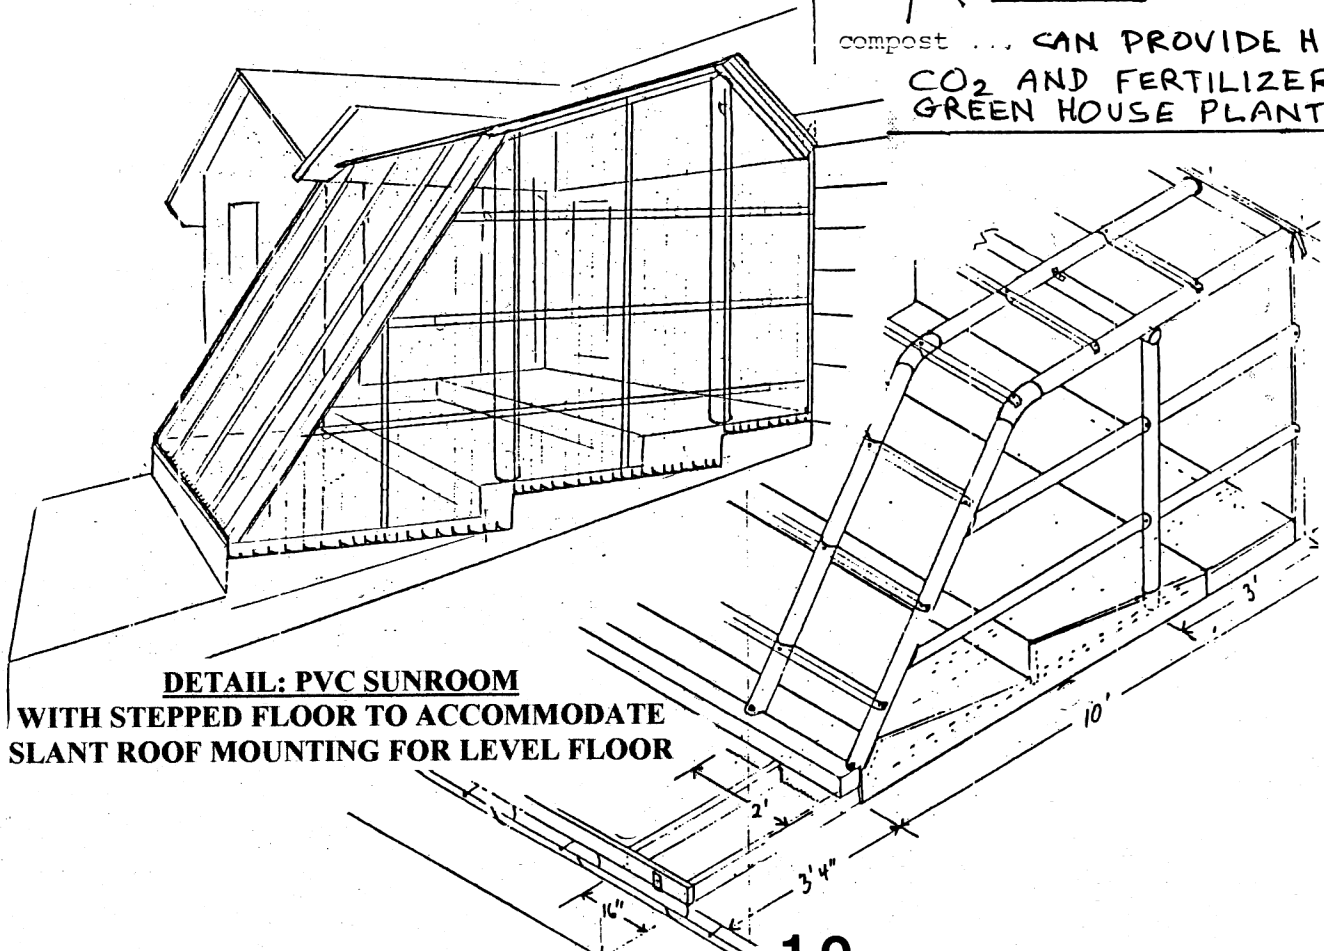 compost ... CAN PROVIDE H
CO₂ AND FERTILIZER
GREEN HOUSE PLANT
DETAIL: PVC SUNROOM
WITH STEPPED FLOOR TO ACCOMMODATE
SLANT ROOF MOUNTING FOR LEVEL FLOOR
3'
10'
2'
3'4"
16"